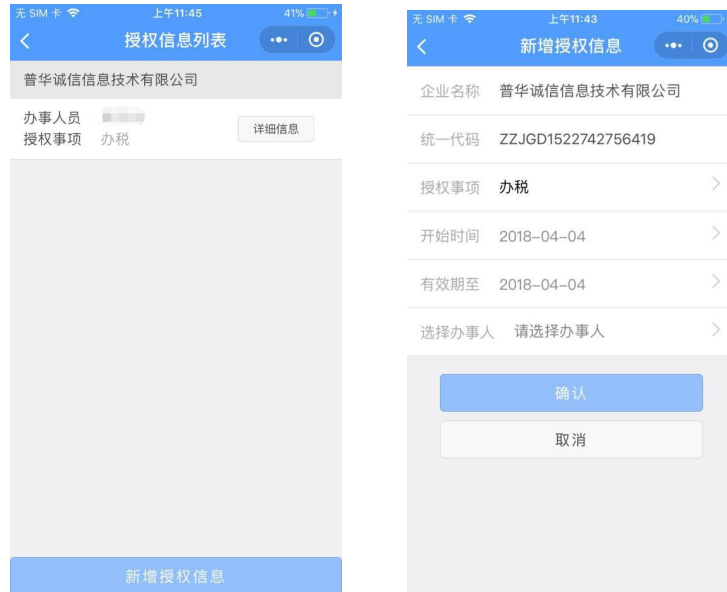 无 SIM 卡 上午11:45 41%
授权信息列表
普华诚信信息技术有限公司
办事人员
授权事项 办税
详细信息
新增授权信息
无 SIM 卡 上午11:43 40%
新增授权信息
企业名称 普华诚信信息技术有限公司
统一代码 ZZJGD1522742756419
授权事项 办税
开始时间 2018-04-04
有效期至 2018-04-04
选择办事人 请选择办事人
确认
取消